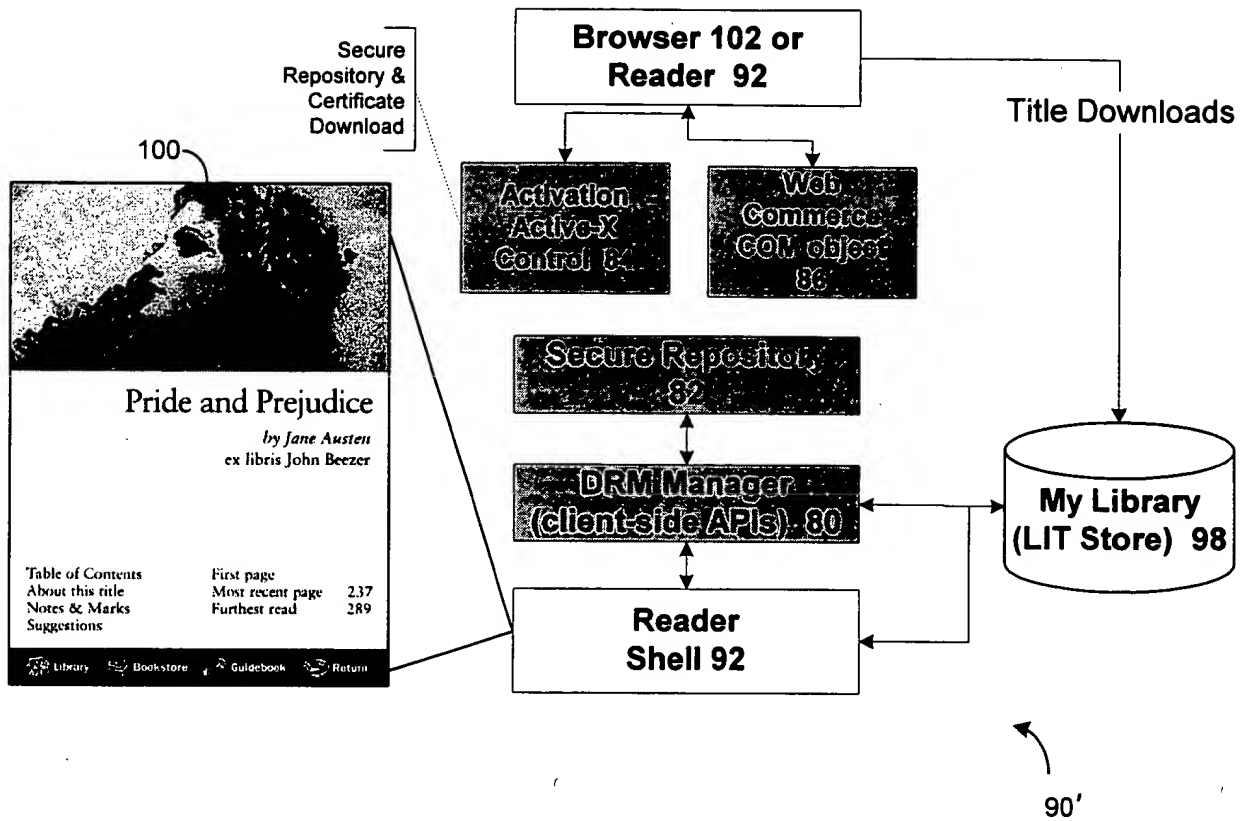 Browser 102 or
Reader 92
Secure
Repository &
Certificate
Download
Title Downloads
100
Activation
Active-X
Control 84
Web
Commerce
COM object
86
Pride and Prejudice
by Jane Austen
ex libris John Beezer
Secure Repository
82
DRM Manager
(client-side APIs) 80
My Library
(LIT Store) 98
Table of Contents First page
About this title Most recent page 237
Notes & Marks Furthest read 289
Suggestions
Reader
Shell 92
Library Bookstore Guidebook Return
90'